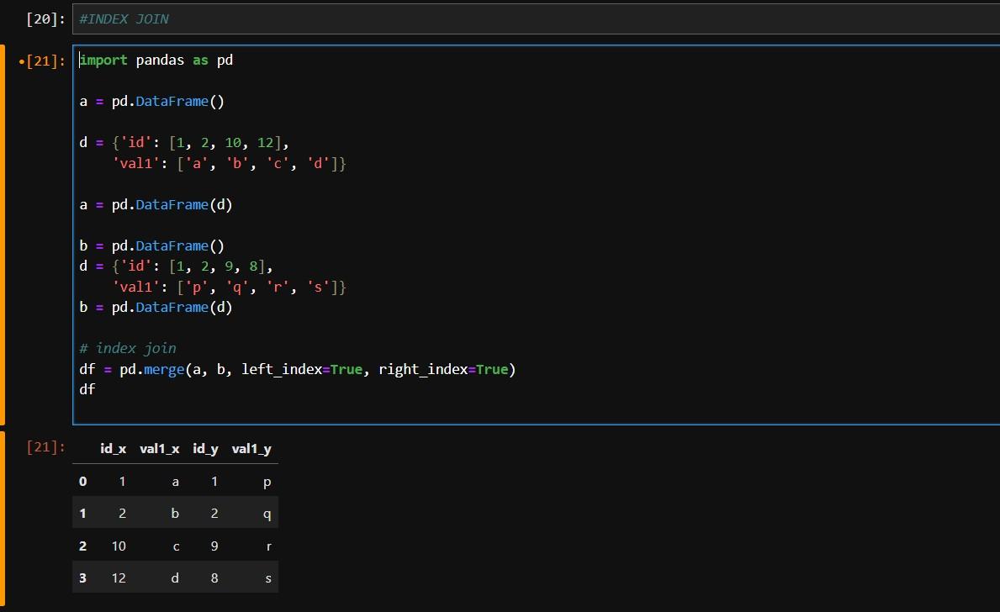 [20]: #INDEX JOIN
•[21]: import pandas as pd
a = pd.DataFrame()
d = {'id': [1, 2, 10, 12],
'val1': ['a', 'b', 'c', 'd']}
a = pd.DataFrame(d)
b = pd.DataFrame()
d = {'id': [1, 2, 9, 8],
'val1': ['p', 'q', 'r', 's']}
b = pd.DataFrame(d)
# index join
df = pd.merge(a, b, left_index=True, right_index=True)
df
[21]: id_x val1_x id_y val1_y
0 1 a 1 p
1 2 b 2 q
2 10 c 9 r
3 12 d 8 s